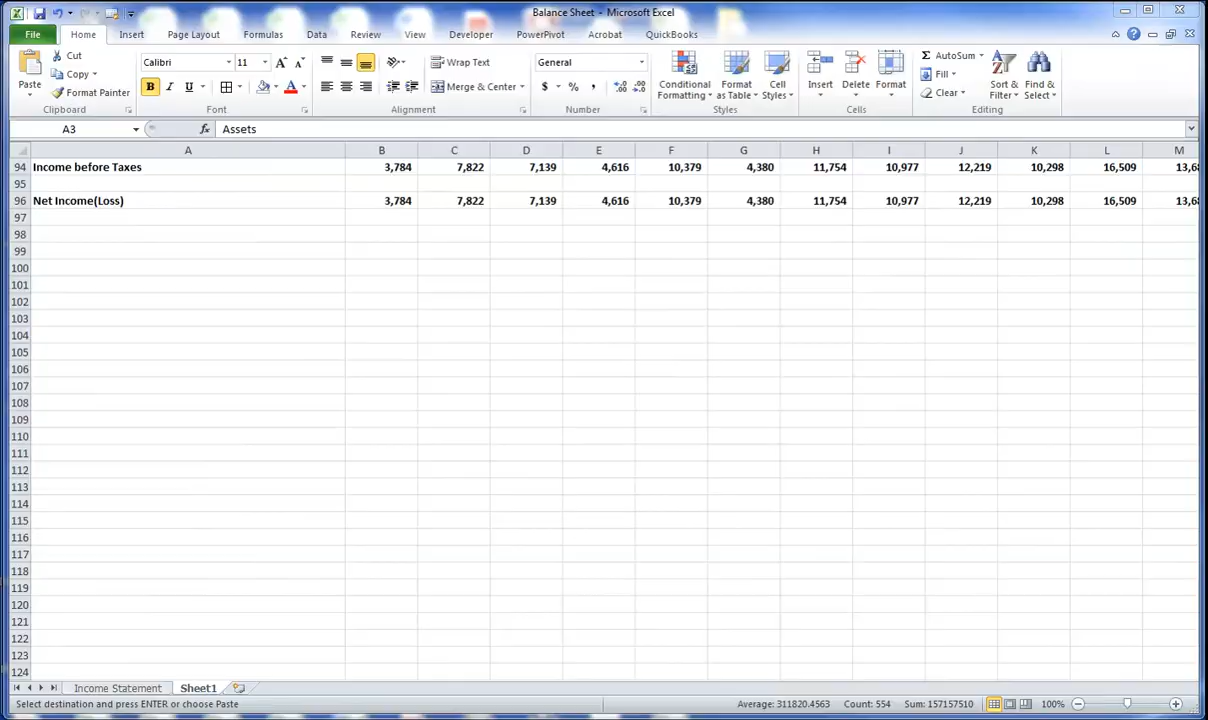 Balance Sheet - Microsoft Excel
File Home Insert Page Layout Formulas Data Review View Developer PowerPivot Acrobat QuickBooks
Paste Cut Copy Format Painter
Clipboard
Calibri 11
B I U A
Font
Wrap Text
Merge & Center
Alignment
General
$ % ,
Number
Conditional Formatting Format as Table Cell Styles
Styles
Insert Delete Format
Cells
Σ AutoSum Fill Clear Sort & Filter Find & Select
Editing
A3 fx Assets
A B C D E F G H I J K L M
94 Income before Taxes 3,784 7,822 7,139 4,616 10,379 4,380 11,754 10,977 12,219 10,298 16,509 13,68
95
96 Net Income(Loss) 3,784 7,822 7,139 4,616 10,379 4,380 11,754 10,977 12,219 10,298 16,509 13,68
97
98
99
100
101
102
103
104
105
106
107
108
109
110
111
112
113
114
115
116
117
118
119
120
121
122
123
124
Income Statement Sheet1
Select destination and press ENTER or choose Paste Average: 311820.4563 Count: 554 Sum: 157157510 100%